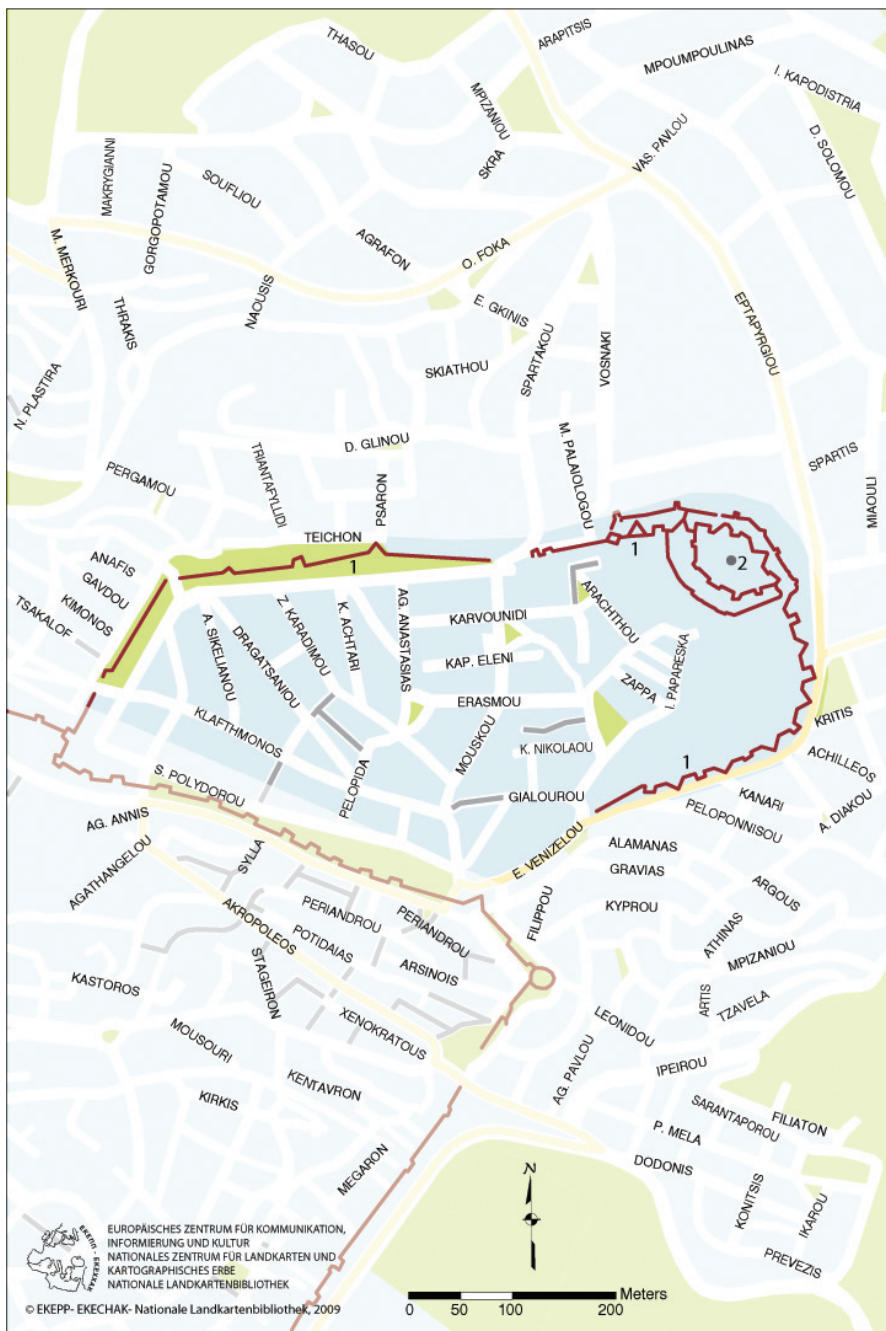 THASOU
ARAPITSIS
MPOUMPOULINAS
I. KAPODISTRIA
MPIZANIOU
SKRA
VAS. PAVLOU
D. SOLOMOU
MAKRYGIANNI
GORGOPOTAMOU
SOUFLIOU
AGRAFON
O. FOKA
M. MERKOURI
THRAKIS
NAOUSIS
E. GKINIS
EPTAPYRGIOU
N. PLASTIRA
SKIATHOU
SPARTAKOU
VOSNAKI
D. GLINOU
M. PALAIOLOGOU
SPARTIS
MIAOULI
PERGAMOU
TRIANTAFYLLIDI
PSARON
TEICHON
1
1
2
ANAFIS
GAVDOU
KIMONOS
TSAKALOF
A. SIKELIANOU
DRAGATSANIOU
Z. KARADIMOU
K. ACHTARI
AG. ANASTASIAS
KARVOUNIDI
ARACHTHOU
KAP. ELENI
ZAPPA
I. PAPARESKA
ERASMOU
KLAFTHMONOS
MOUSKOU
K. NIKOLAOU
KRITIS
1
ACHILLEOS
S. POLYDOROU
PELOPIDA
GIALOUROU
KANARI
PELOPONNISOU
A. DIAKOU
AG. ANNIS
E. VENIZELOU
ALAMANAS
GRAVIAS
ARGOUS
AGATHANGELOU
SYLLA
AKROPOLEOS
PERIANDROU
PERIANDROU
POTIDAIAS
ARSINOIS
FILIPPOU
KYPROU
ATHINAS
MPIZANIOU
KASTOROS
STAGEIRON
ARTIS
TZAVELA
MOUSOURI
XENOKRATOUS
LEONIDOU
IPEIROU
KENTAVRON
KIRKIS
AG. PAVLOU
SARANTAPOROU
FILIATON
P. MELA
MEGARON
DODONIS
KONITSIS
IKAROU
PREVEZIS
N
EKEPP - EKEXXAK
EUROPÄISCHES ZENTRUM FÜR KOMMUNIKATION,
INFORMIERUNG UND KULTUR
NATIONALES ZENTRUM FÜR LANDKARTEN UND
KARTOGRAPHISCHES ERBE
NATIONALE LANDKARTENBIBLIOTHEK
© EKEPP- EKECHAK- Nationale Landkartenbibliothek, 2009
Meters
0 50 100 200